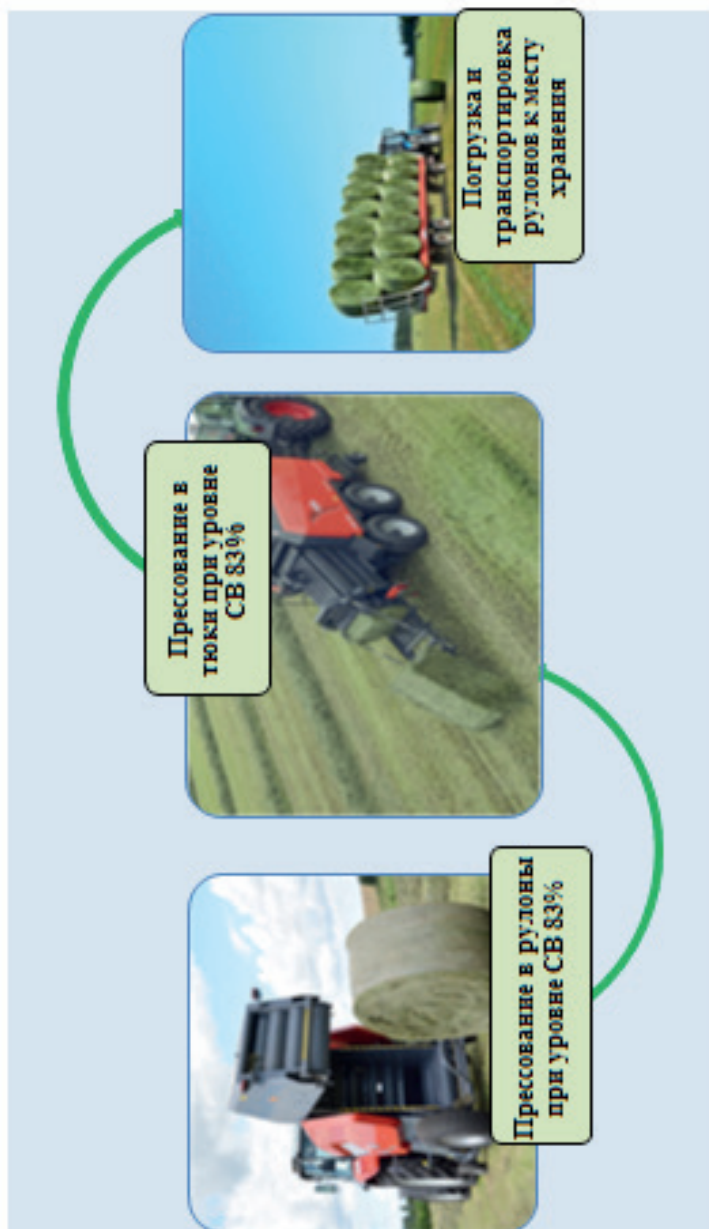 Прессование в рулоны
при уровне СВ 83%
Прессование в
тюки при уровне
СВ 83%
Погрузка и
транспортировка
рулонов к месту
хранения